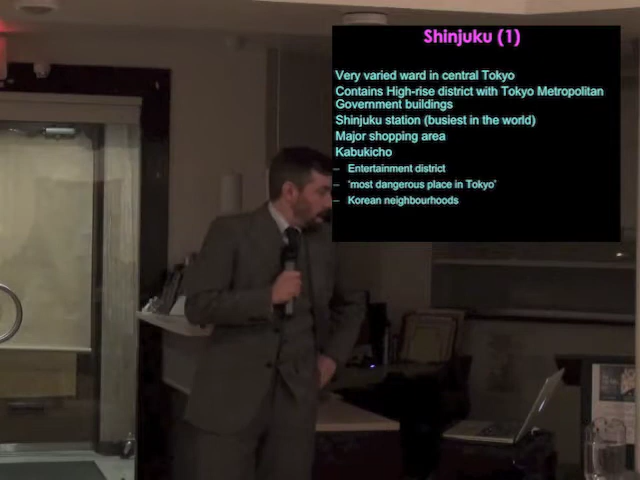 Shinjuku (1)
Very varied ward in central Tokyo
Contains High-rise district with Tokyo Metropolitan
Government buildings
Shinjuku station (busiest in the world)
Major shopping area
Kabukicho
– Entertainment district
– ‘most dangerous place in Tokyo’
– Korean neighbourhoods